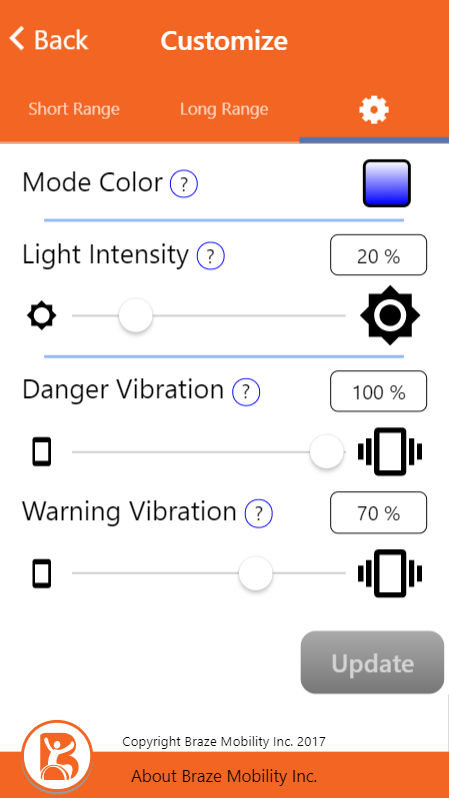 Back
Customize
Short Range
Long Range
Mode Color ?
Light Intensity ?
20 %
Danger Vibration ?
100 %
Warning Vibration ?
70 %
Update
Copyright Braze Mobility Inc. 2017
About Braze Mobility Inc.